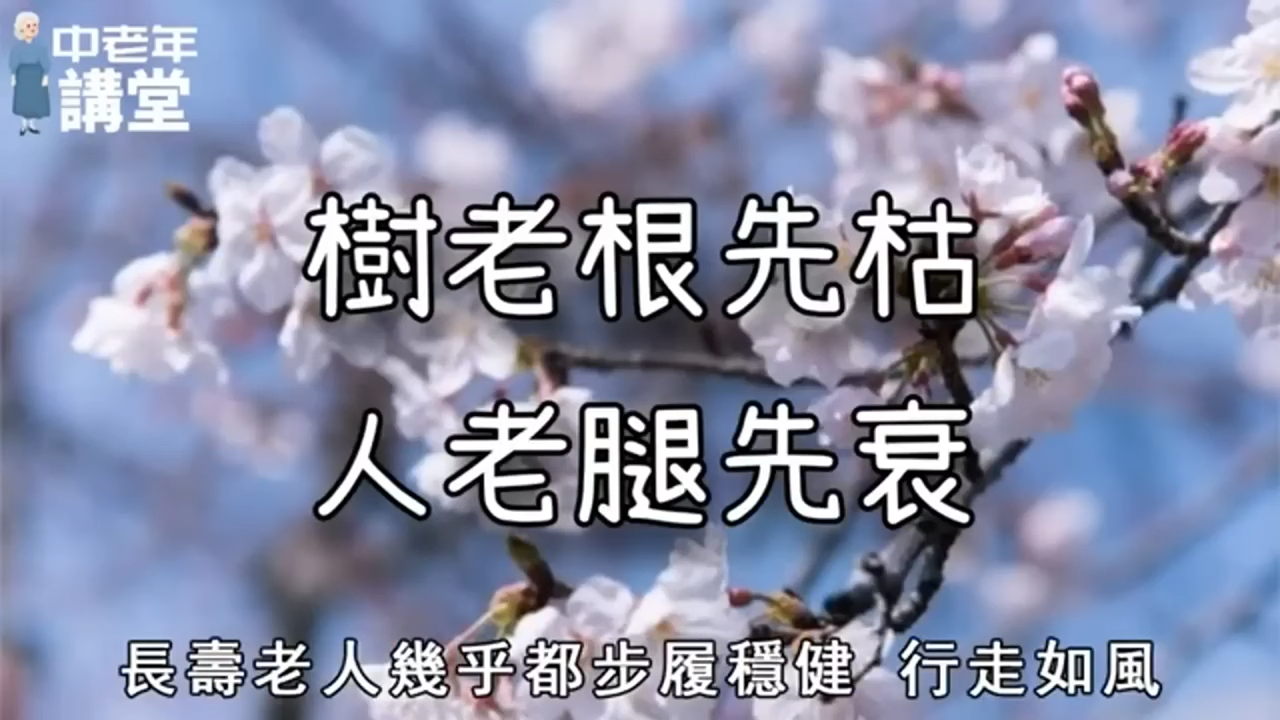 中老年
講堂
樹老根先枯
人老腿先衰
長壽老人幾乎都步履穩健 行走如風